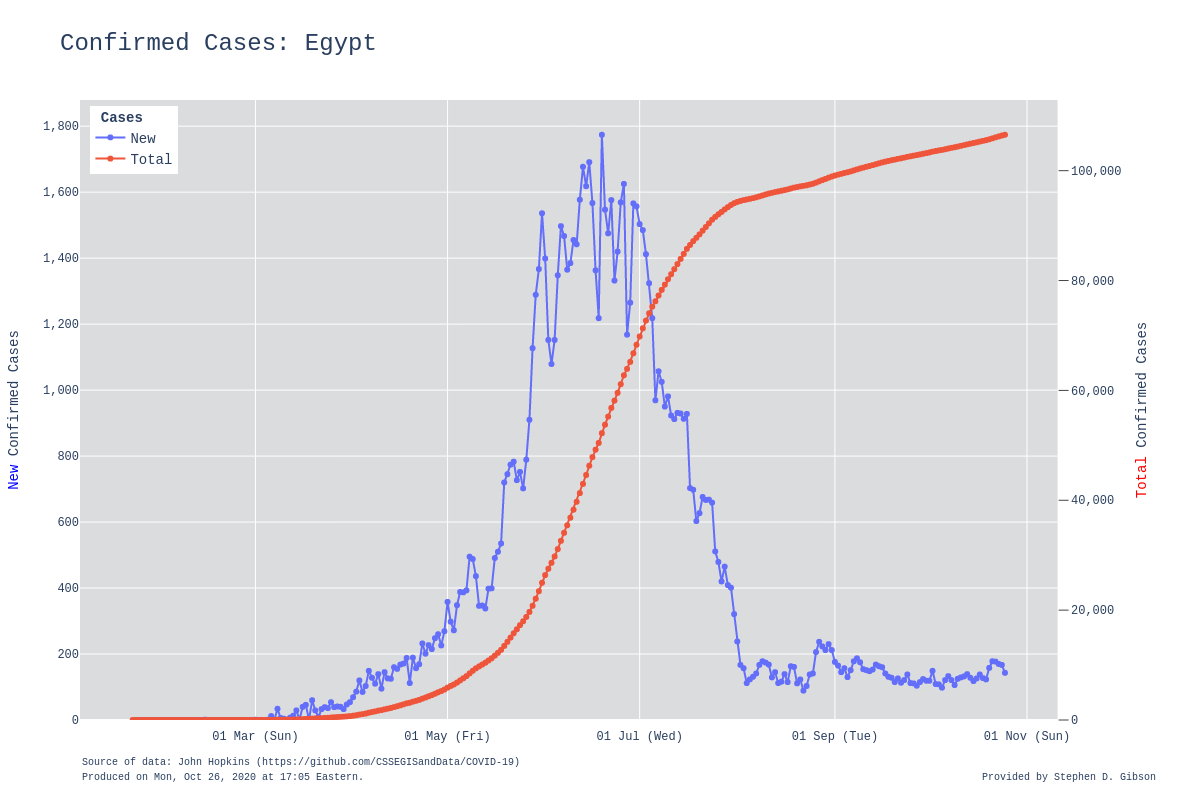 Confirmed Cases: Egypt
Cases
New
Total
1,800
1,600
1,400
1,200
1,000
800
600
400
200
0
100,000
80,000
60,000
40,000
20,000
0
New Confirmed Cases
Total Confirmed Cases
01 Mar (Sun)
01 May (Fri)
01 Jul (Wed)
01 Sep (Tue)
01 Nov (Sun)
Source of data: John Hopkins (https://github.com/CSSEGISandData/COVID-19)
Produced on Mon, Oct 26, 2020 at 17:05 Eastern.
Provided by Stephen D. Gibson